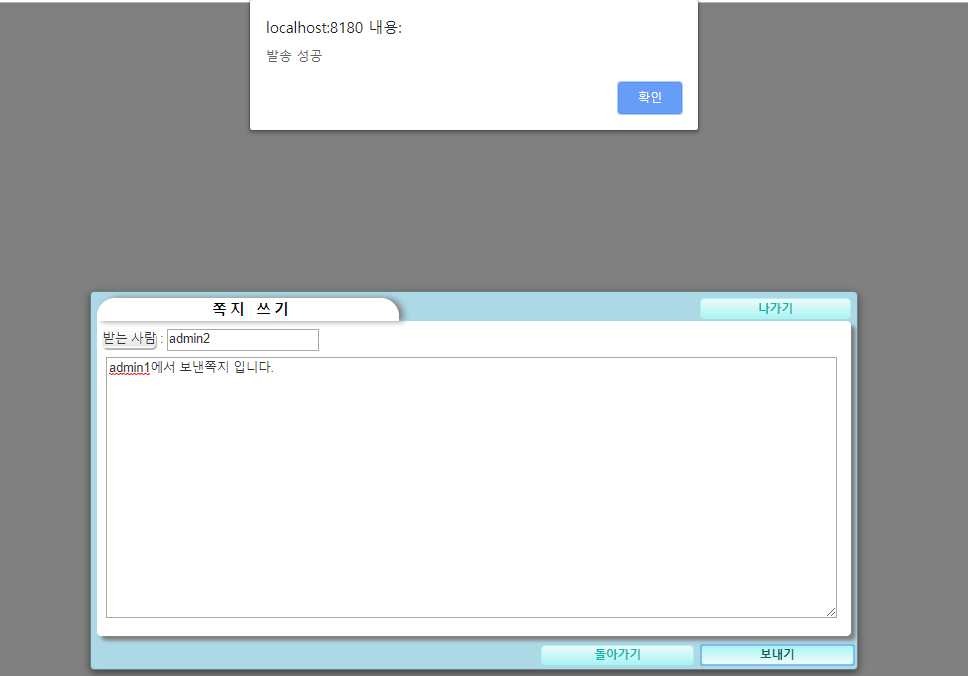 localhost:8180 내용:
발송 성공
확인
쪽지 쓰기
나가기
받는 사람 : admin2
admin1에서 보낸쪽지 입니다.
돌아가기
보내기